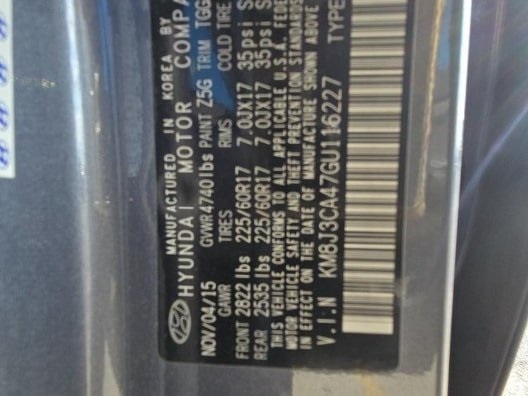 MANUFACTURED IN KOREA BY
HYUNDAI MOTOR COMPA
NOV/04/15 GVWR 4740lbs PAINT Z5G TRIM TGG
GAWR TIRES RIMS COLD TIRE
FRONT 2822 lbs 225/60R17 7.0JX17 35psi
REAR 2535 lbs 225/60R17 7.0JX17 35psi
THIS VEHICLE CONFORMS TO ALL APPLICABLE U.S.A. FEDE
MOTOR VEHICLE SAFETY AND THEFT PREVENTION STANDARDS
IN EFFECT ON THE DATE OF MANUFACTURE SHOWN ABOVE
V.I.N KM8J3CA47GU116227 TYPE